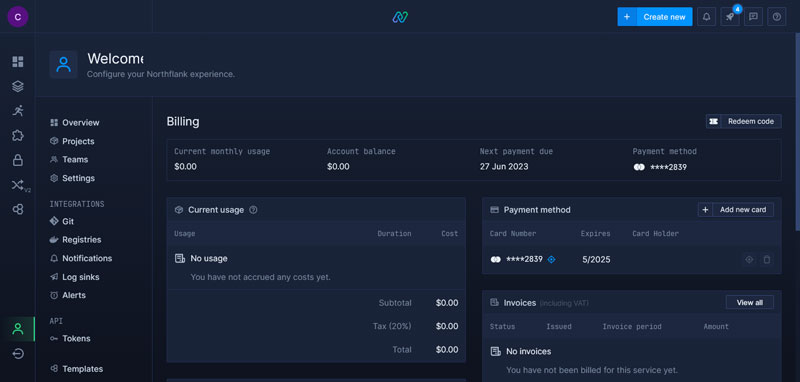 C
Create new
4
Welcome
Configure your Northflank experience.
V2
Overview
Projects
Teams
Settings
INTEGRATIONS
Git
Registries
Notifications
Log sinks
Alerts
API
Tokens
Templates
Billing
Redeem code
Current monthly usage
$0.00
Account balance
$0.00
Next payment due
27 Jun 2023
Payment method
****2839
Current usage
Usage Duration Cost
No usage
You have not accrued any costs yet.
Subtotal $0.00
Tax (20%) $0.00
Total $0.00
Payment method
Add new card
Card Number Expires Card Holder
****2839 5/2025
Invoices (including VAT)
View all
Status Issued Invoice period Amount
No invoices
You have not been billed for this service yet.